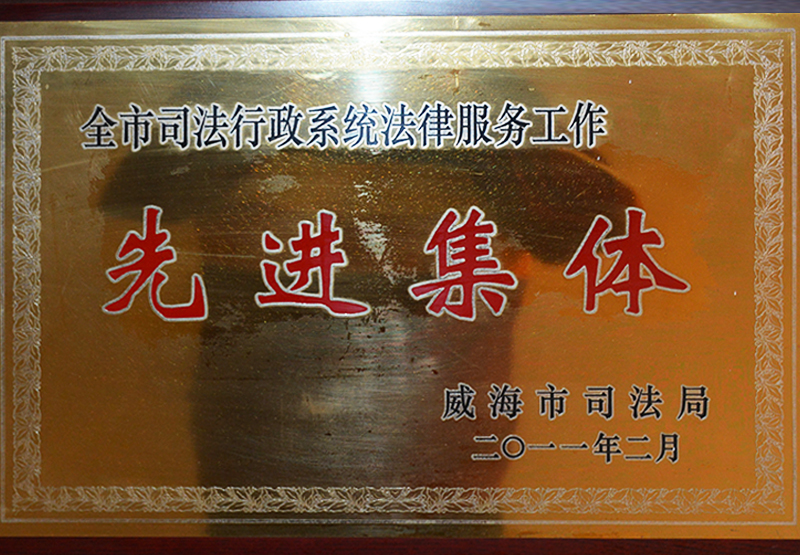 全市司法行政系统法律服务工作
先进集体
威海市司法局
二〇一一年二月